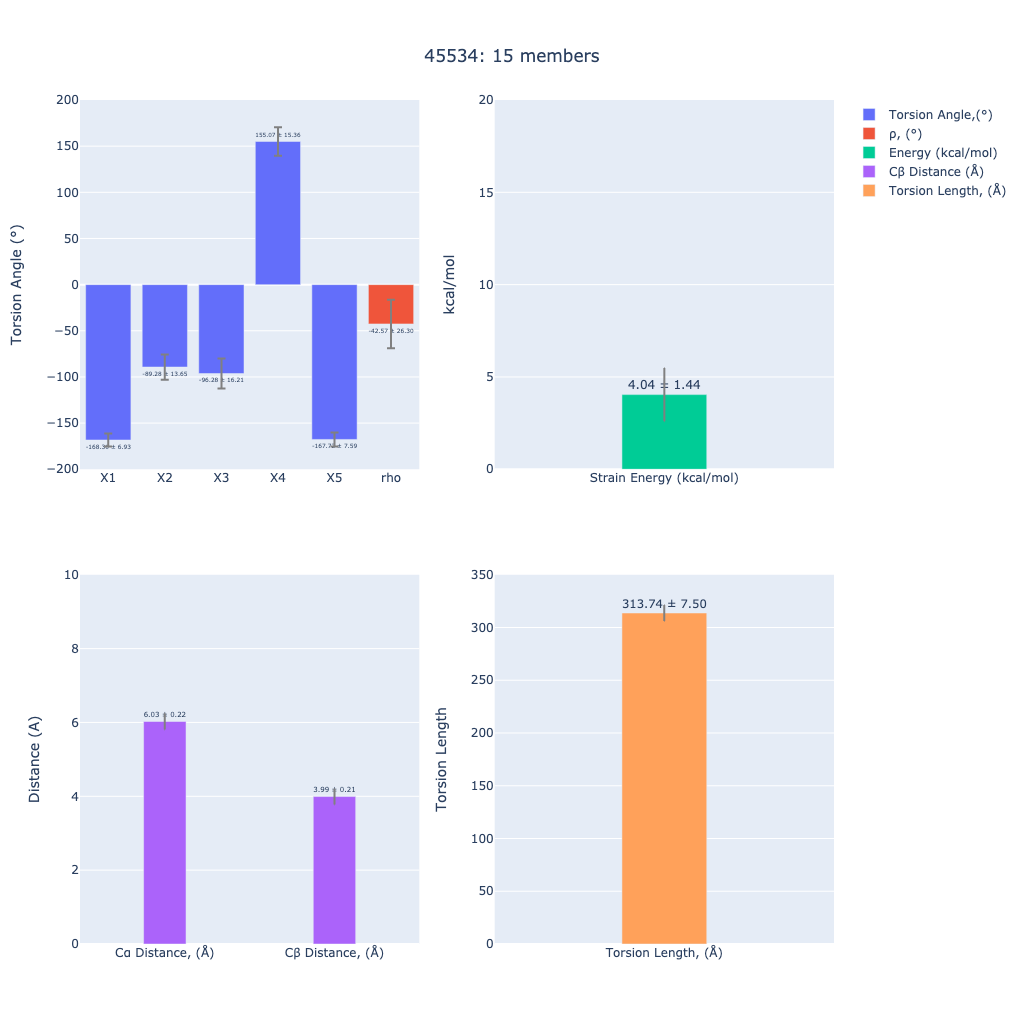 45534: 15 members
Torsion Angle (°)
200
150
100
50
0
−50
−100
−150
−200
155.07 ± 15.36
-42.57 ± 26.30
-89.28 ± 13.65
-96.28 ± 16.21
± 6.93
± 7.59
X1 X2 X3 X4 X5 rho
kcal/mol
20
15
10
5
0
4.04 ± 1.44
Strain Energy (kcal/mol)
Torsion Angle,(°)
ρ, (°)
Energy (kcal/mol)
Cβ Distance (Å)
Torsion Length, (Å)
Distance (A)
10
8
6
4
2
0
6.03 ± 0.22
3.99 ± 0.21
Cα Distance, (Å) Cβ Distance, (Å)
Torsion Length
350
300
250
200
150
100
50
0
313.74 ± 7.50
Torsion Length, (Å)